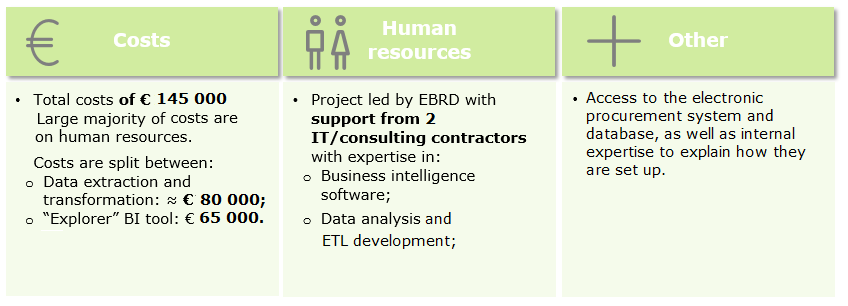 € Costs
Human
resources
Other
• Total costs of € 145 000
Large majority of costs are
on human resources.
Costs are split between:
o Data extraction and
transformation: ≈ € 80 000;
o “Explorer” BI tool: € 65 000.
• Project led by EBRD with
support from 2
IT/consulting contractors
with expertise in:
o Business intelligence
software;
o Data analysis and
ETL development;
• Access to the electronic
procurement system and
database, as well as internal
expertise to explain how they
are set up.